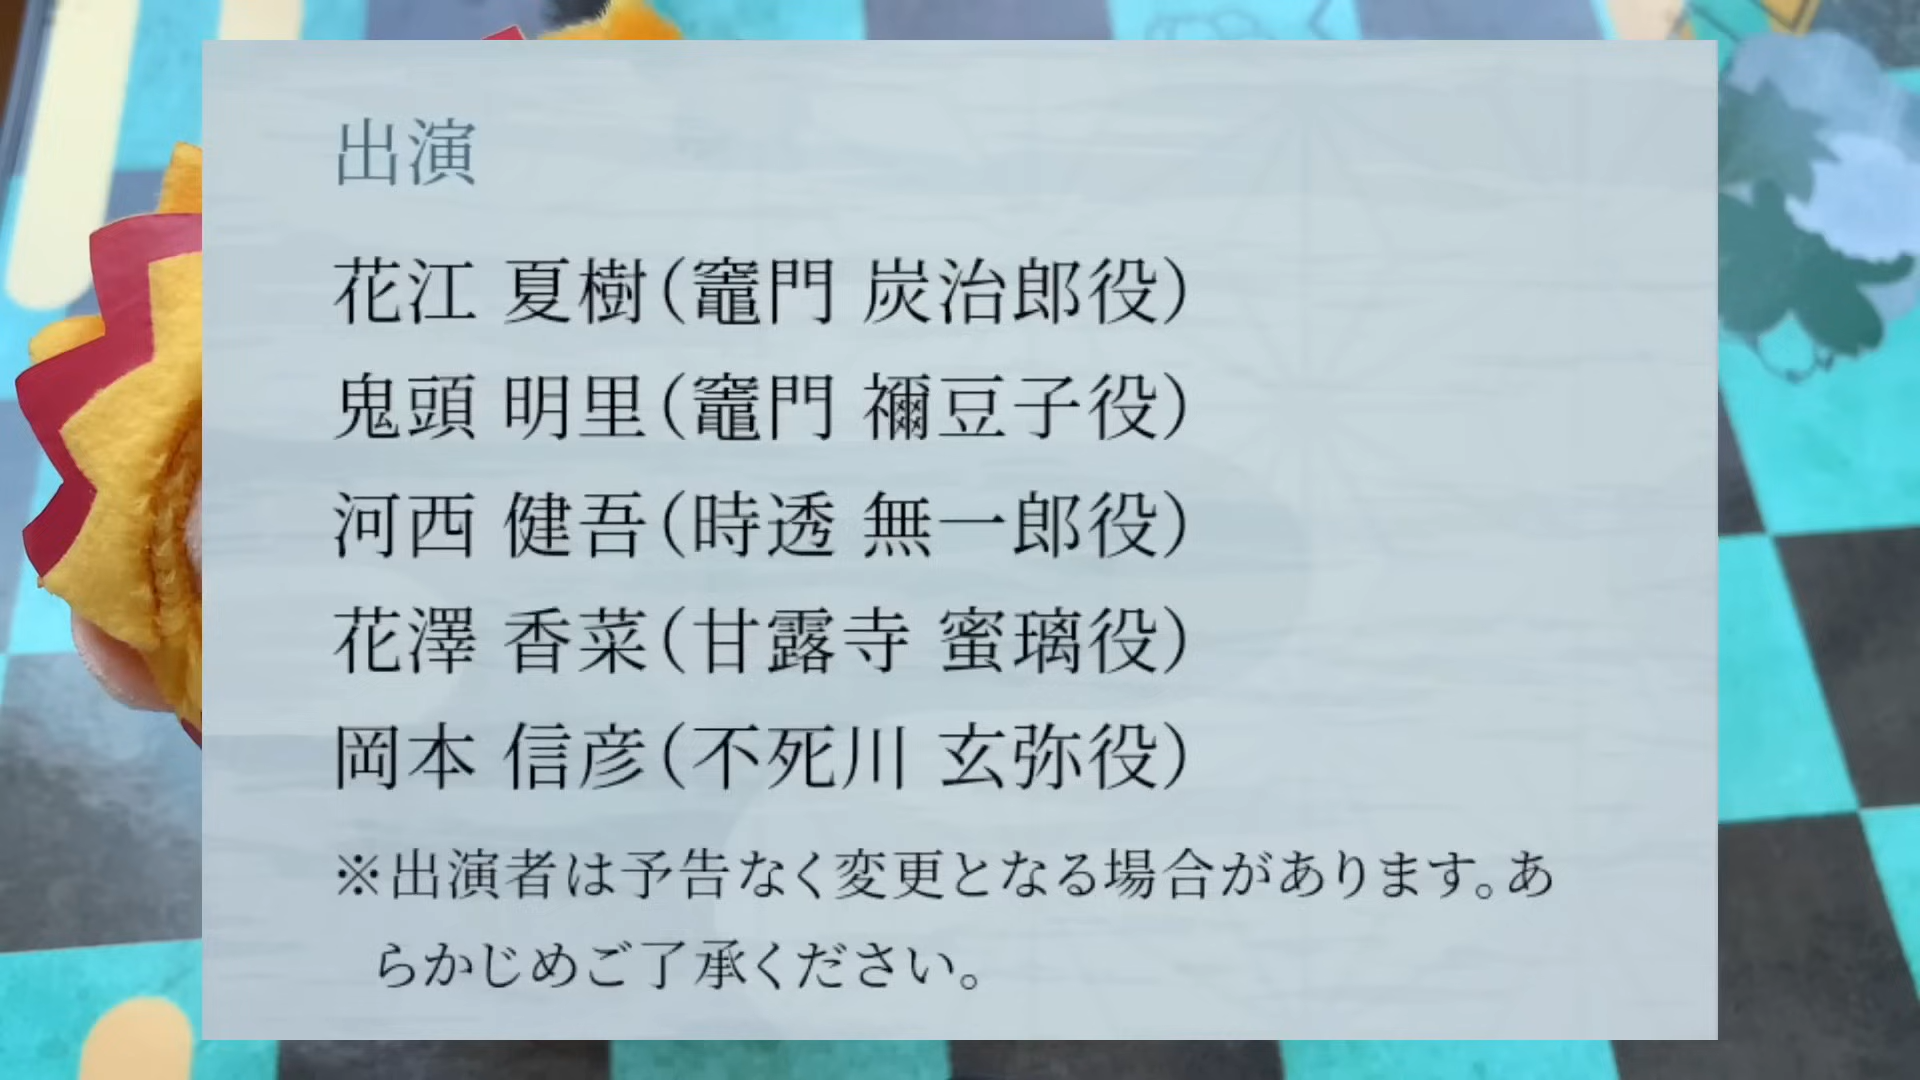 出演
花江 夏樹（竈門 炭治郎役）
鬼頭 明里（竈門 禰豆子役）
河西 健吾（時透 無一郎役）
花澤 香菜（甘露寺 蜜璃役）
岡本 信彦（不死川 玄弥役）
※出演者は予告なく変更となる場合があります。あ
らかじめご了承ください。